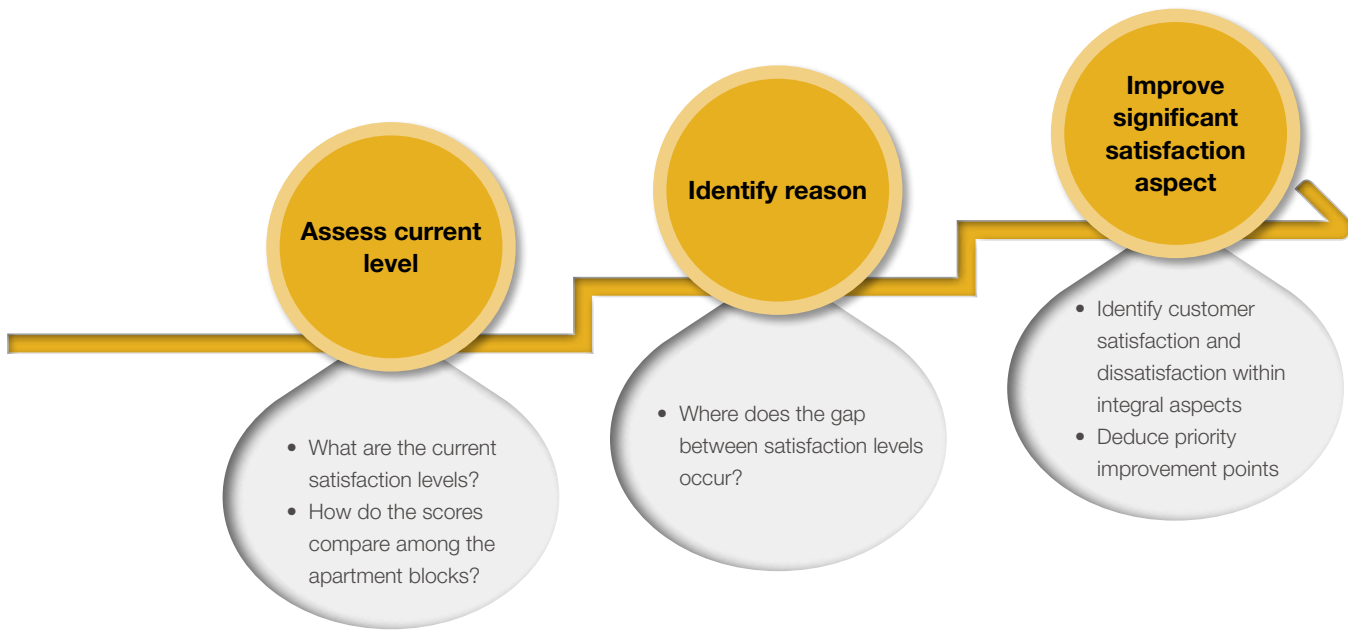 Assess current
level
• What are the current
satisfaction levels?
• How do the scores
compare among the
apartment blocks?
Identify reason
• Where does the gap
between satisfaction levels
occur?
Improve
significant
satisfaction
aspect
• Identify customer
satisfaction and
dissatisfaction within
integral aspects
• Deduce priority
improvement points